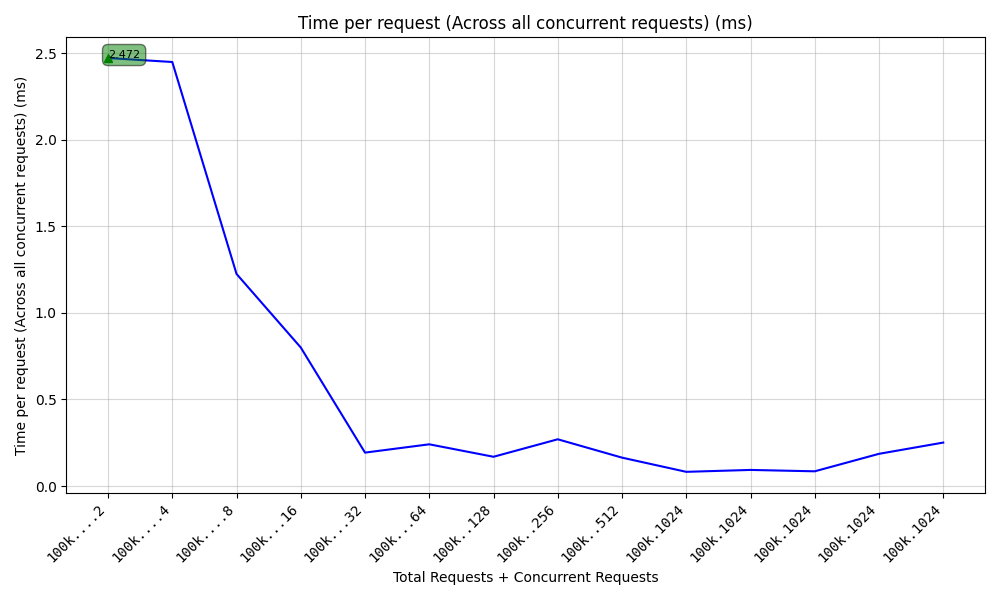 Time per request (Across all concurrent requests) (ms)
Time per request (Across all concurrent requests) (ms)
2.5
2.0
1.5
1.0
0.5
0.0
2.472
100k....2
100k....4
100k....8
100k...16
100k...32
100k...64
100k..128
100k..256
100k..512
100k.1024
100k.1024
100k.1024
100k.1024
100k.1024
Total Requests + Concurrent Requests